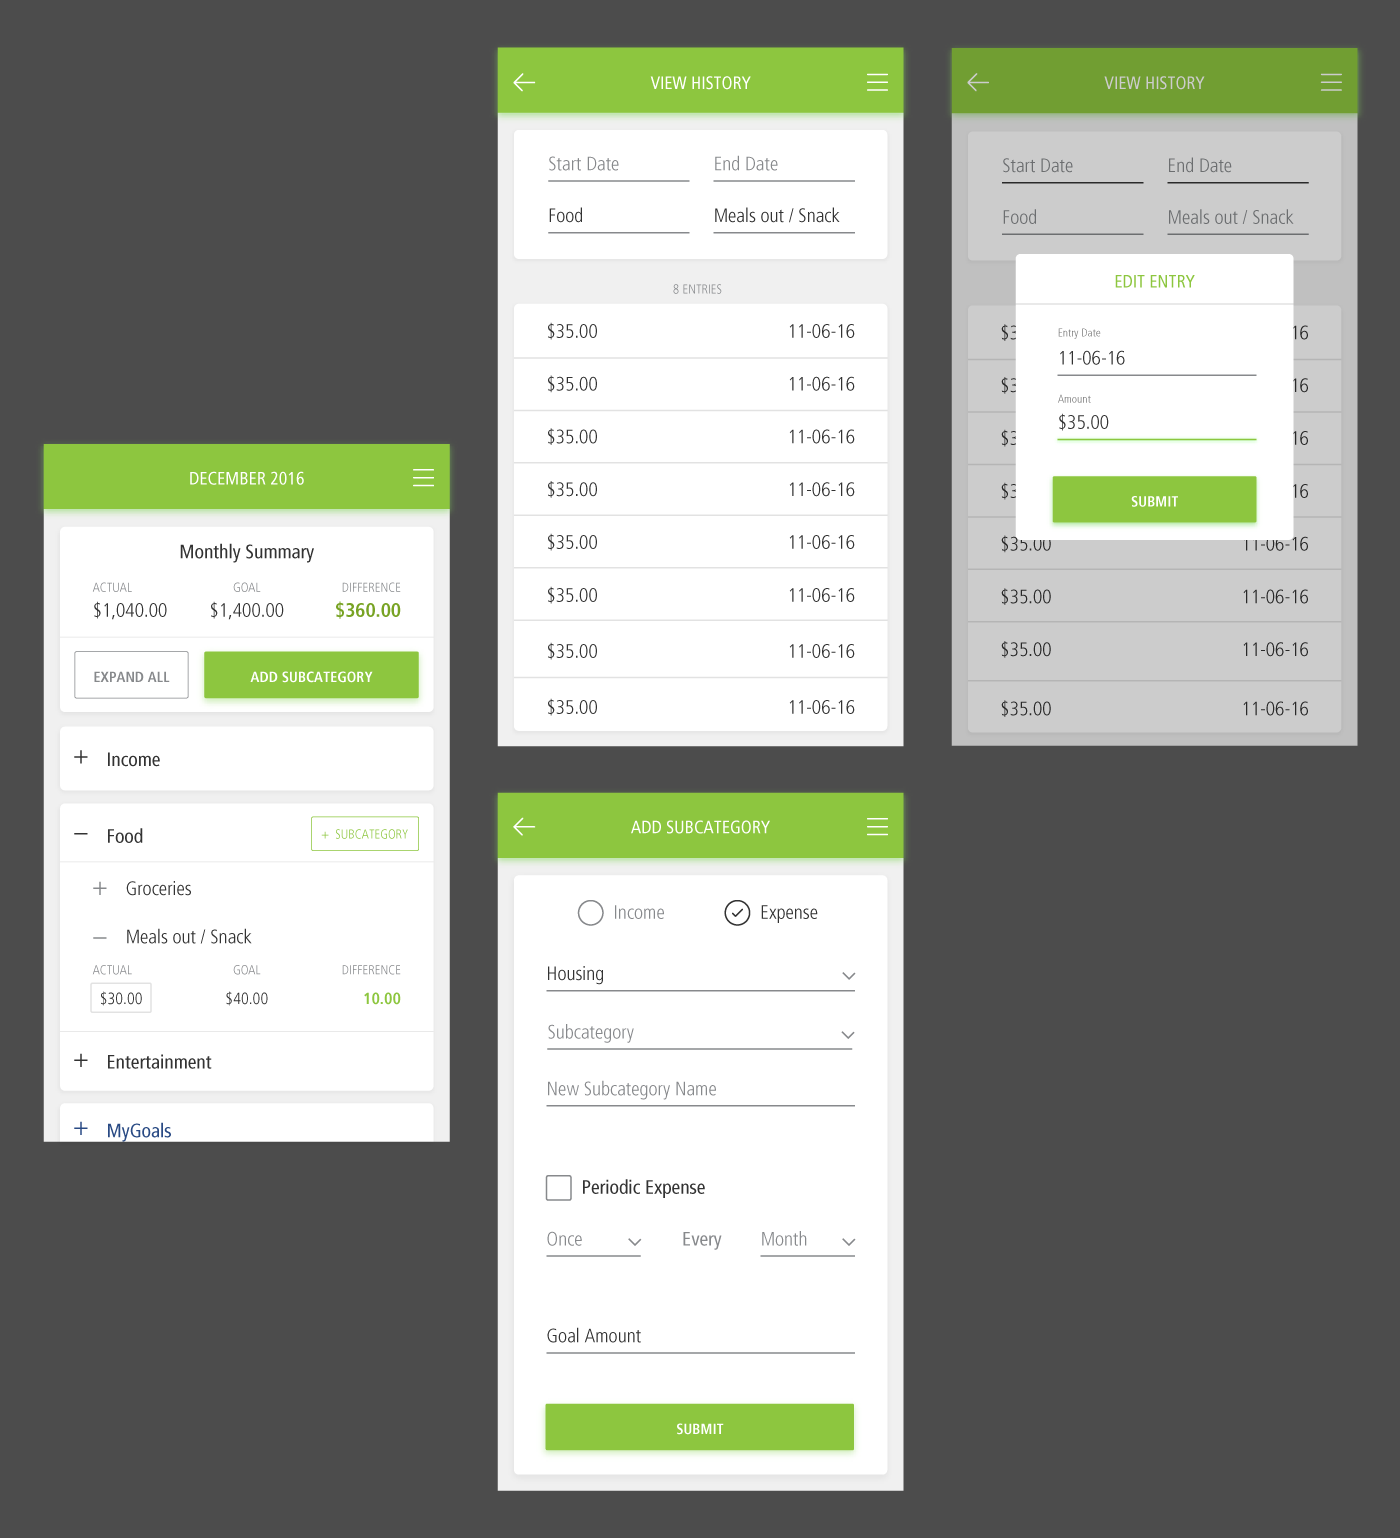 DECEMBER 2016
Monthly Summary
ACTUAL GOAL DIFFERENCE
$1,040.00 $1,400.00 $360.00
EXPAND ALL ADD SUBCATEGORY
+ Income
− Food + SUBCATEGORY
+ Groceries
− Meals out / Snack
ACTUAL GOAL DIFFERENCE
$30.00 $40.00 10.00
+ Entertainment
+ MyGoals
VIEW HISTORY
Start Date End Date
Food Meals out / Snack
8 ENTRIES
$35.00 11-06-16
$35.00 11-06-16
$35.00 11-06-16
$35.00 11-06-16
$35.00 11-06-16
$35.00 11-06-16
$35.00 11-06-16
$35.00 11-06-16
VIEW HISTORY
Start Date End Date
Food Meals out / Snack
EDIT ENTRY
Entry Date
11-06-16
Amount
$35.00
SUBMIT
$3 16
$3 16
$3 16
$3 16
$35.00 11-06-16
$35.00 11-06-16
$35.00 11-06-16
$35.00 11-06-16
ADD SUBCATEGORY
Income Expense
Housing
Subcategory
New Subcategory Name
Periodic Expense
Once Every Month
Goal Amount
SUBMIT